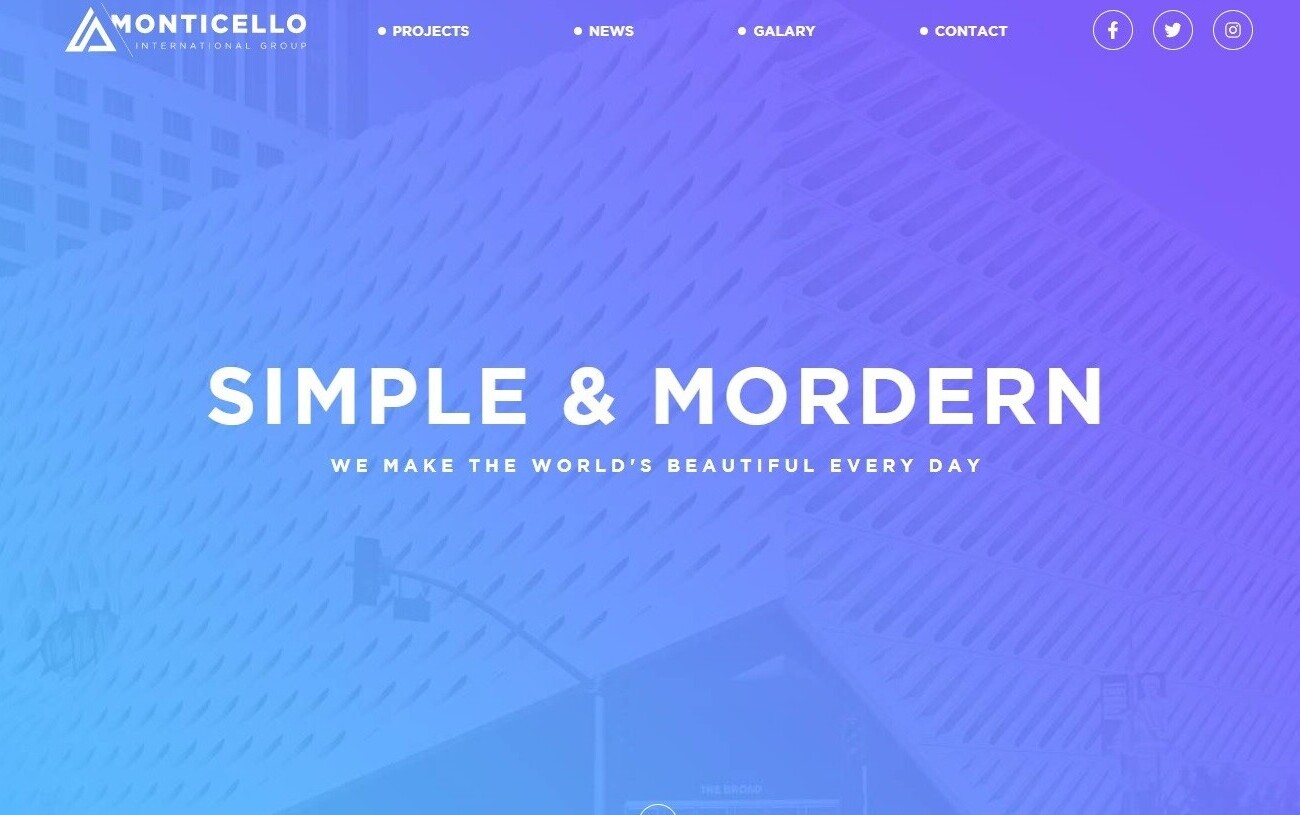 MONTICELLO
INTERNATIONAL GROUP
PROJECTS
NEWS
GALARY
CONTACT
SIMPLE & MORDERN
WE MAKE THE WORLD'S BEAUTIFUL EVERY DAY
THE BROAD